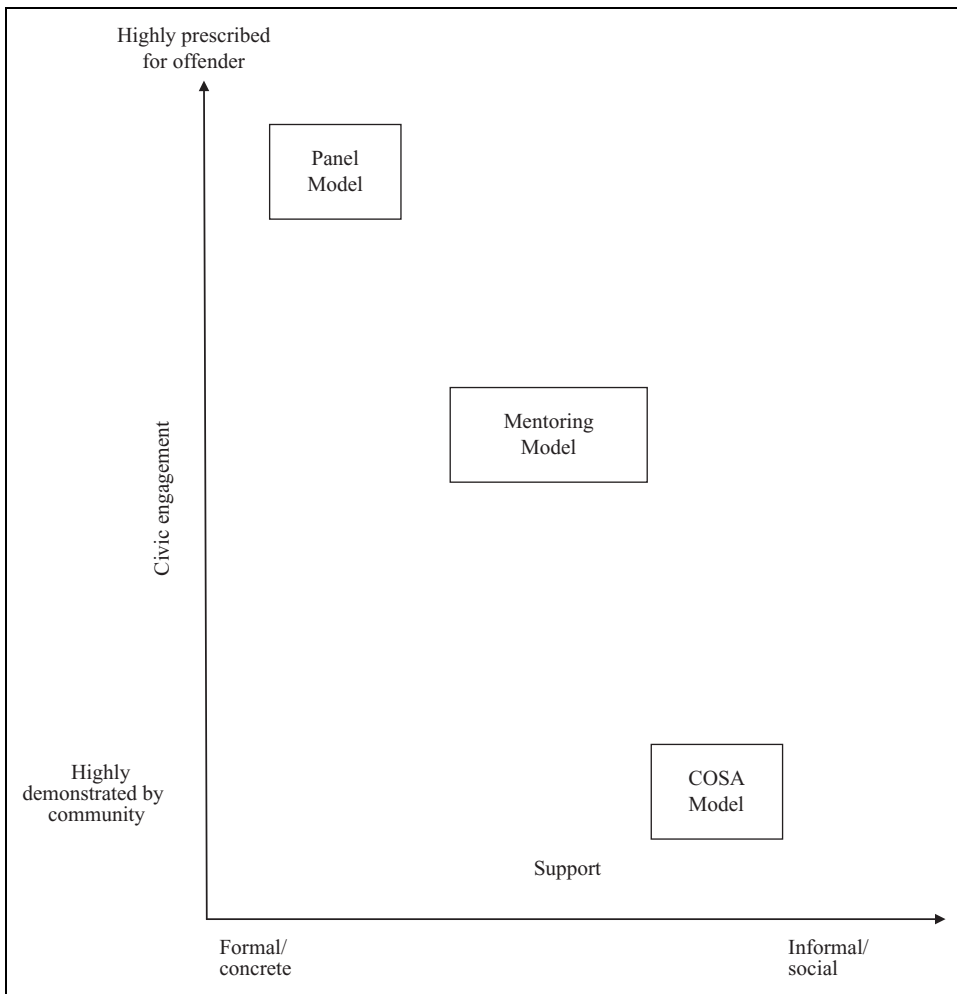 Highly prescribed
for offender
Panel
Model
Mentoring
Model
Civic engagement
Highly
demonstrated by
community
COSA
Model
Support
Formal/
concrete
Informal/
social